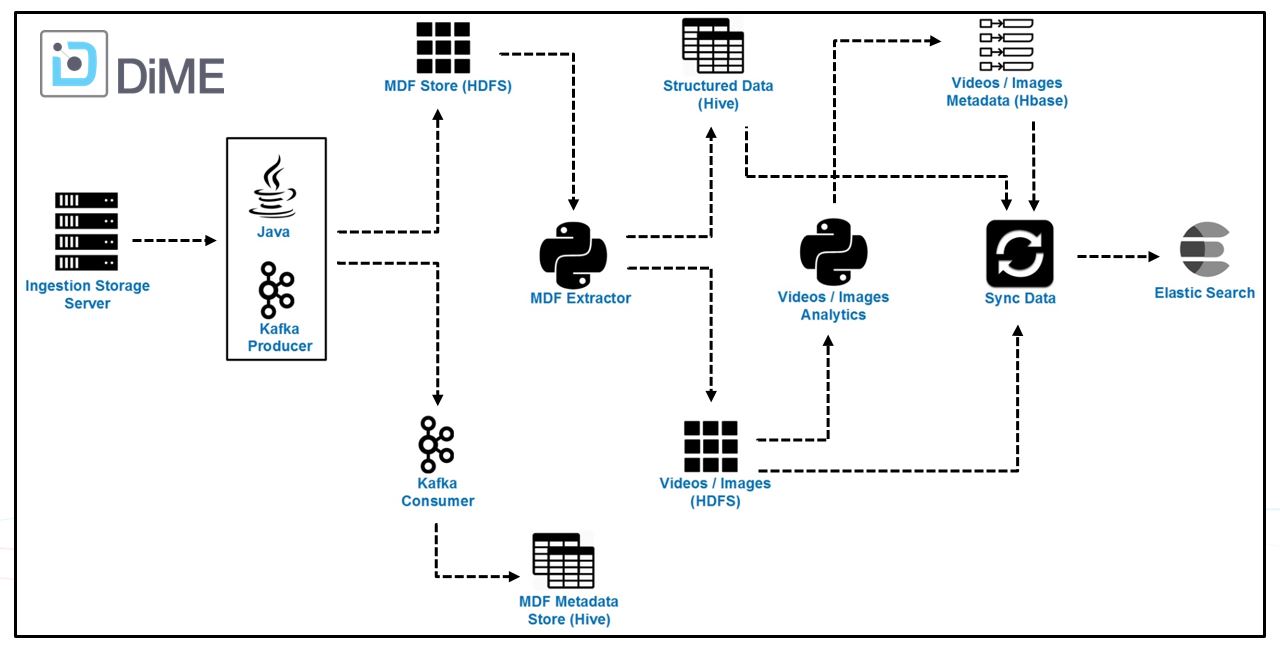 DiME
MDF Store (HDFS)
Structured Data
(Hive)
Videos / Images
Metadata (Hbase)
Java
Kafka
Producer
Ingestion Storage
Server
MDF Extractor
Videos / Images
Analytics
Sync Data
Elastic Search
Kafka
Consumer
Videos / Images
(HDFS)
MDF Metadata
Store (Hive)